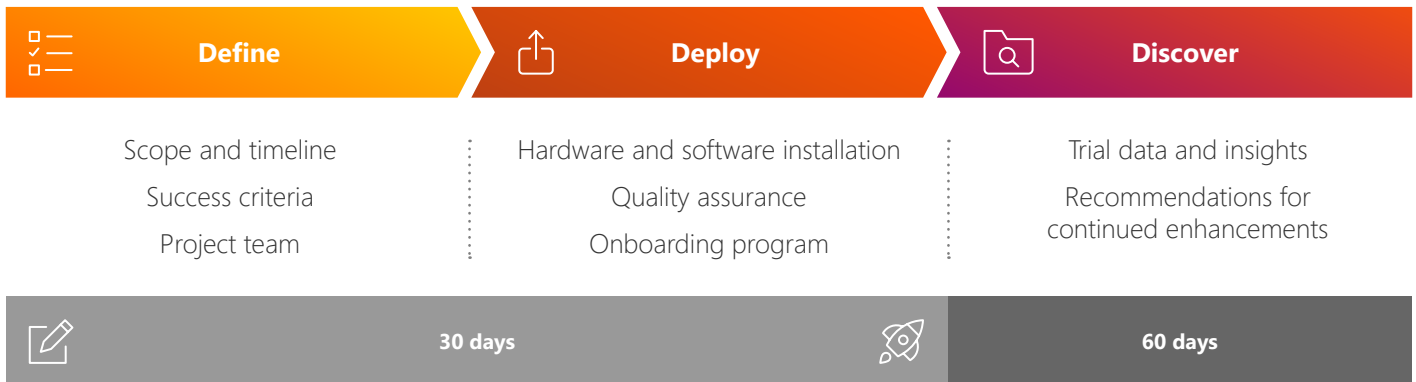 Define
Deploy
Discover
Scope and timeline
Success criteria
Project team
Hardware and software installation
Quality assurance
Onboarding program
Trial data and insights
Recommendations for
continued enhancements
30 days
60 days